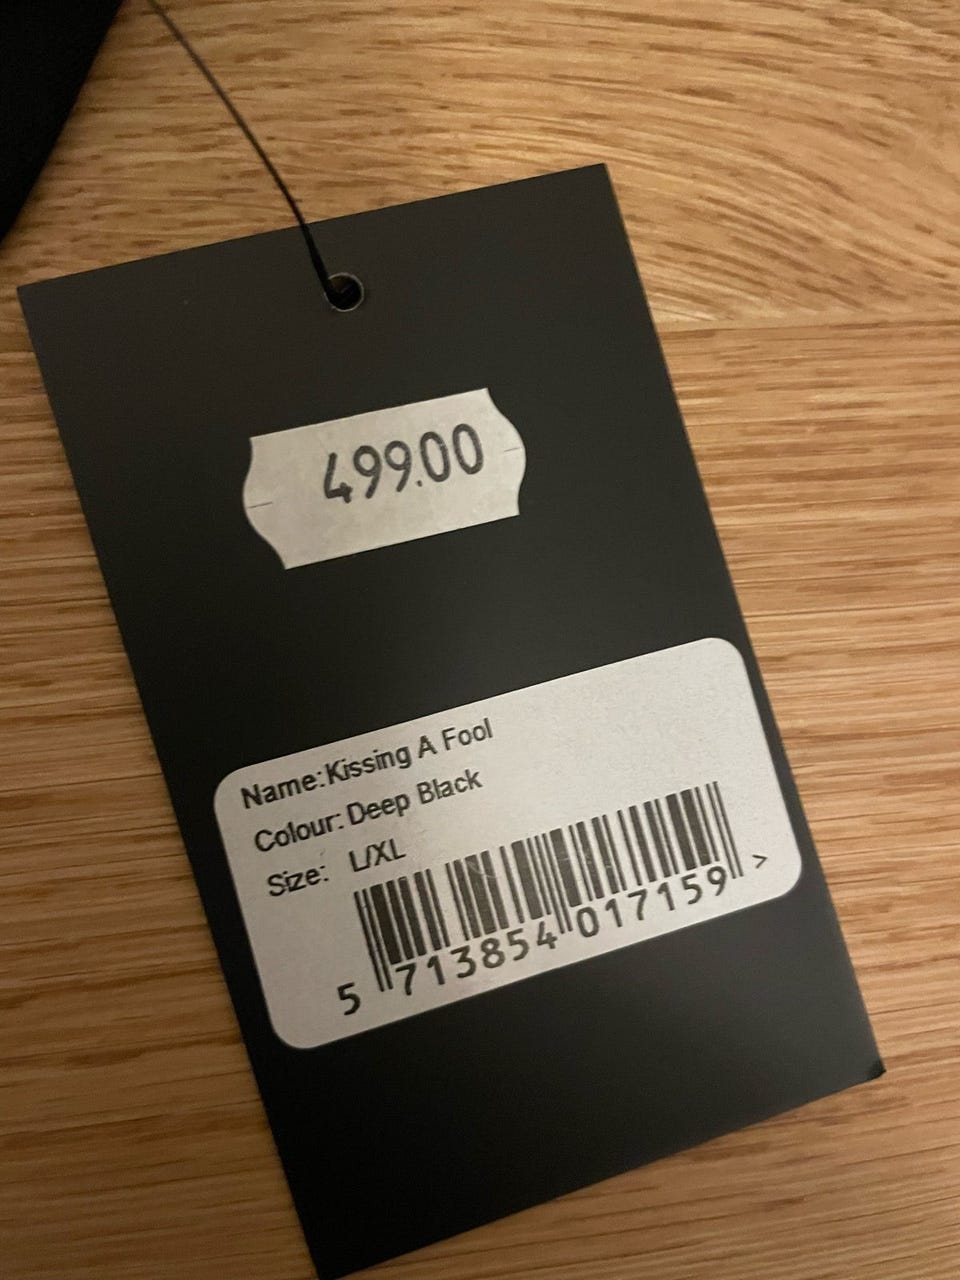 499.00
Name: Kissing A Fool
Colour: Deep Black
Size: L/XL
5 713854 017159 >